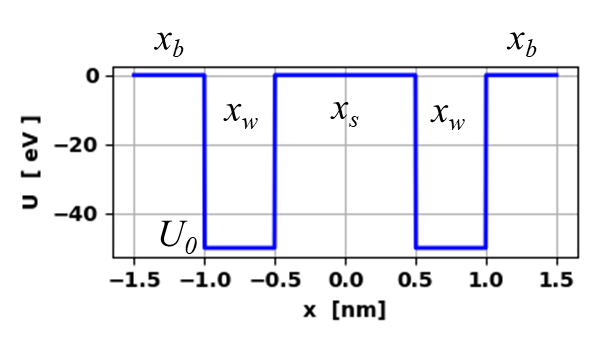 x_b x_b
0
x_w x_s x_w
−20
−40
U_0
U [ eV ]
−1.5 −1.0 −0.5 0.0 0.5 1.0 1.5
x [nm]